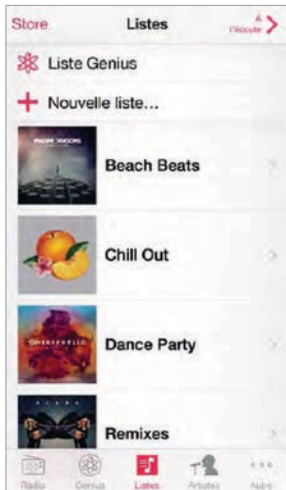 Store
Listes
À
l'écoute
Liste Genius
Nouvelle liste...
Beach Beats
Chill Out
Dance Party
Remixes
Radio
Genius
Listes
Artistes
Autre